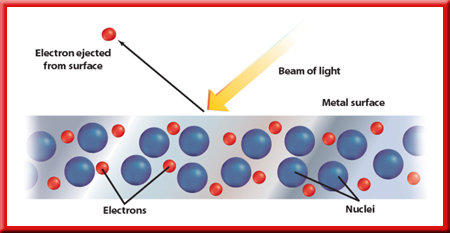 Electron ejected
from surface
Beam of light
Metal surface
Electrons
Nuclei